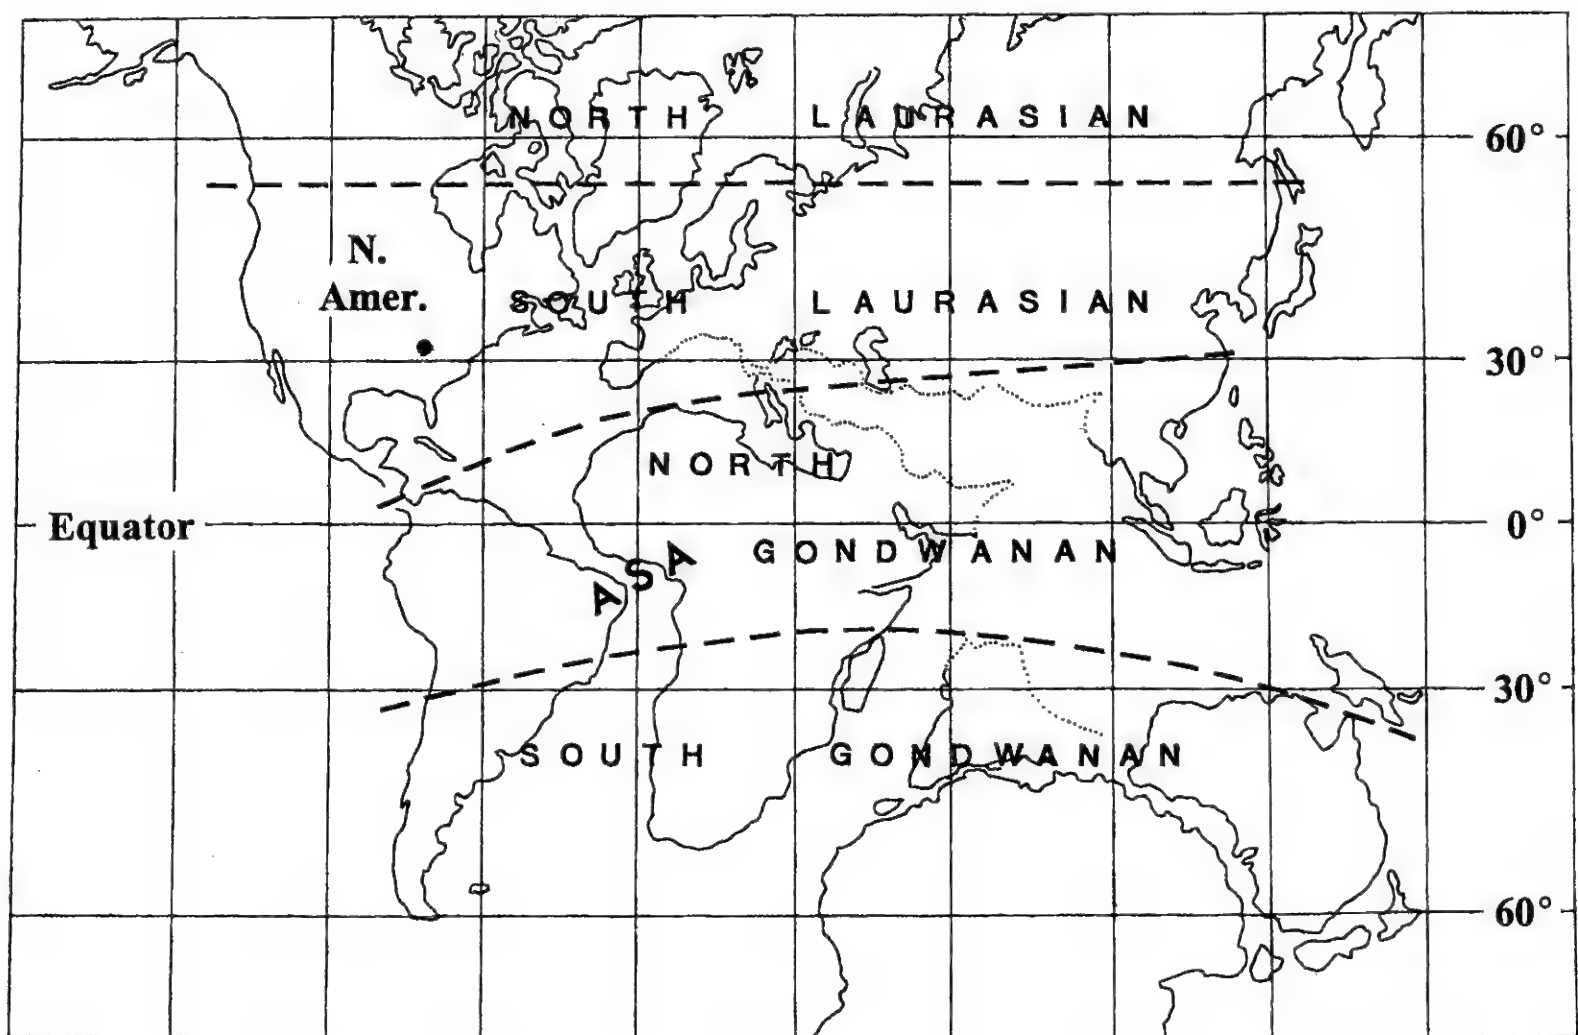 NORTH LAURASIAN
60°
N.
Amer.
SOUTH LAURASIAN
30°
NORTH
Equator
0°
GONDWANAN
ASA
30°
SOUTH GONDWANAN
60°